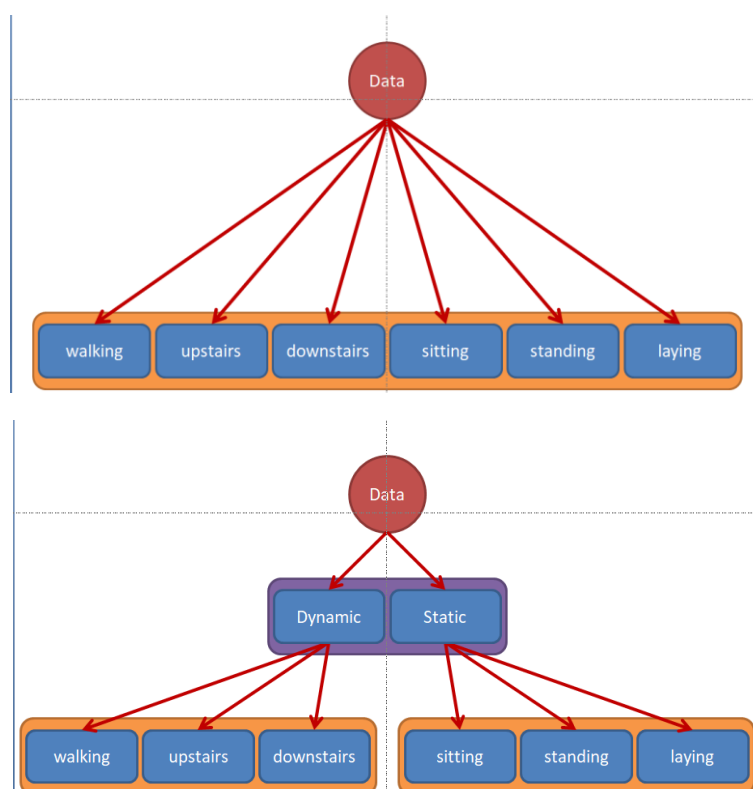 Data
walking upstairs downstairs sitting standing laying
Data
Dynamic Static
walking upstairs downstairs sitting standing laying